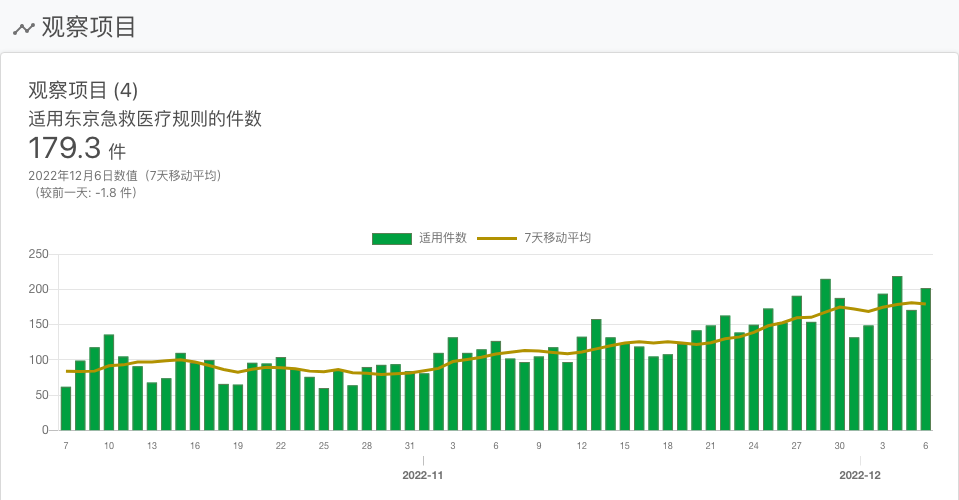 观察项目
观察项目 (4)
适用东京急救医疗规则的件数
179.3 件
2022年12月6日数值（7天移动平均）
（较前一天: -1.8 件）
适用件数 7天移动平均
250
200
150
100
50
0
7 10 13 16 19 22 25 28 31 3 6 9 12 15 18 21 24 27 30 3 6
2022-11 2022-12